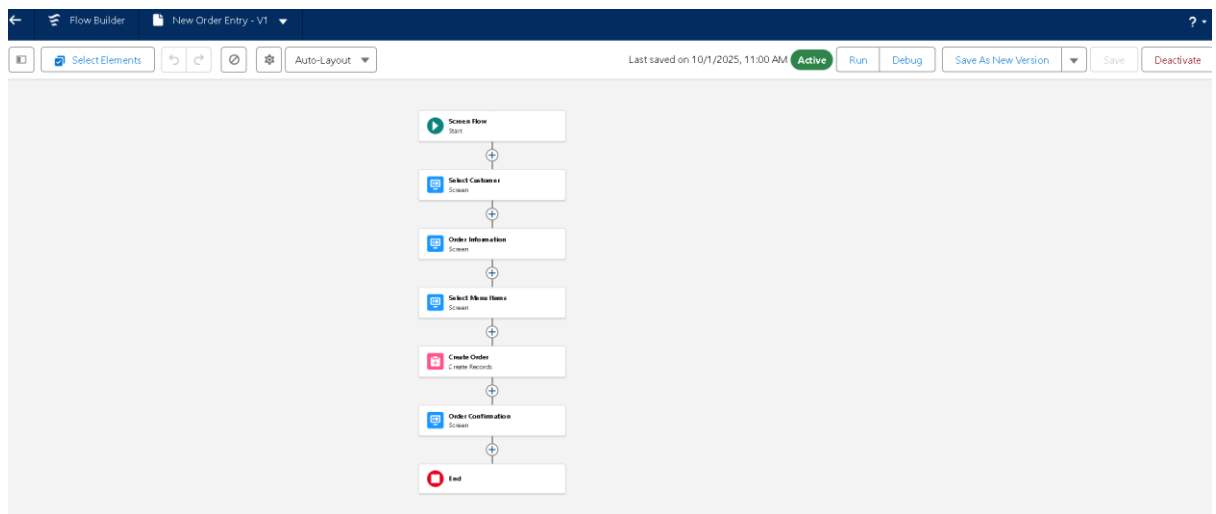 Flow Builder
New Order Entry - V1
?
Select Elements
Auto-Layout
Last saved on 10/1/2025, 11:00 AM
Active
Run
Debug
Save As New Version
Save
Deactivate
Screen Flow
Start
Select Customer
Screen
Order Information
Screen
Select Menu Items
Screen
Create Order
Create Records
Order Confirmation
Screen
End